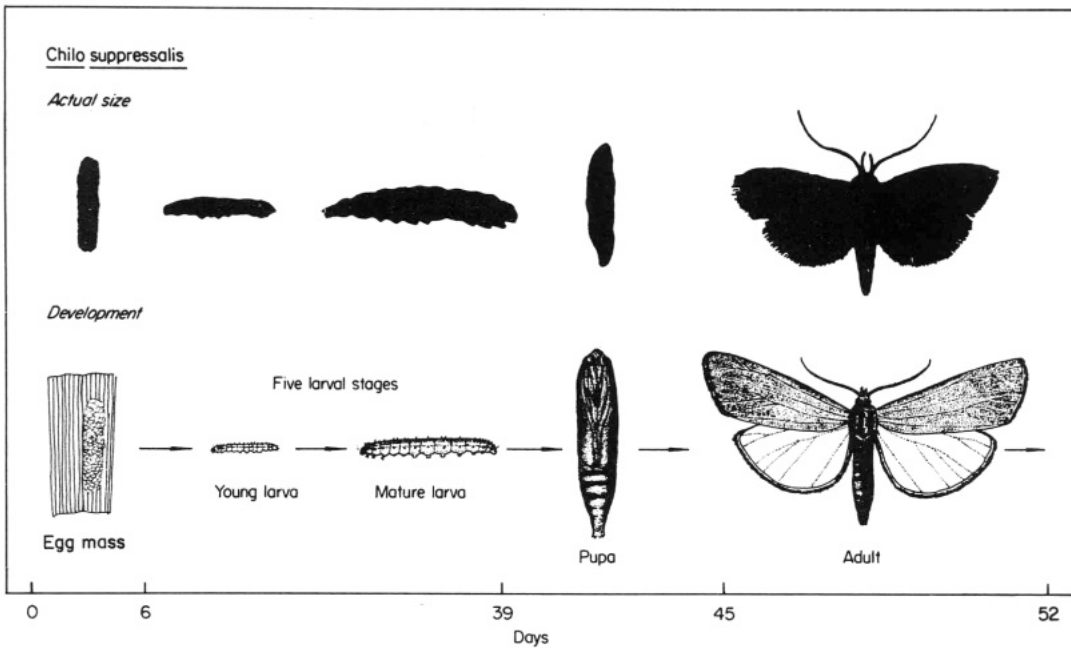 Chilo suppressalis
Actual size
Development
Five larval stages
Young larva
Mature larva
Egg mass
Pupa
Adult
0 6 39 45 52
Days